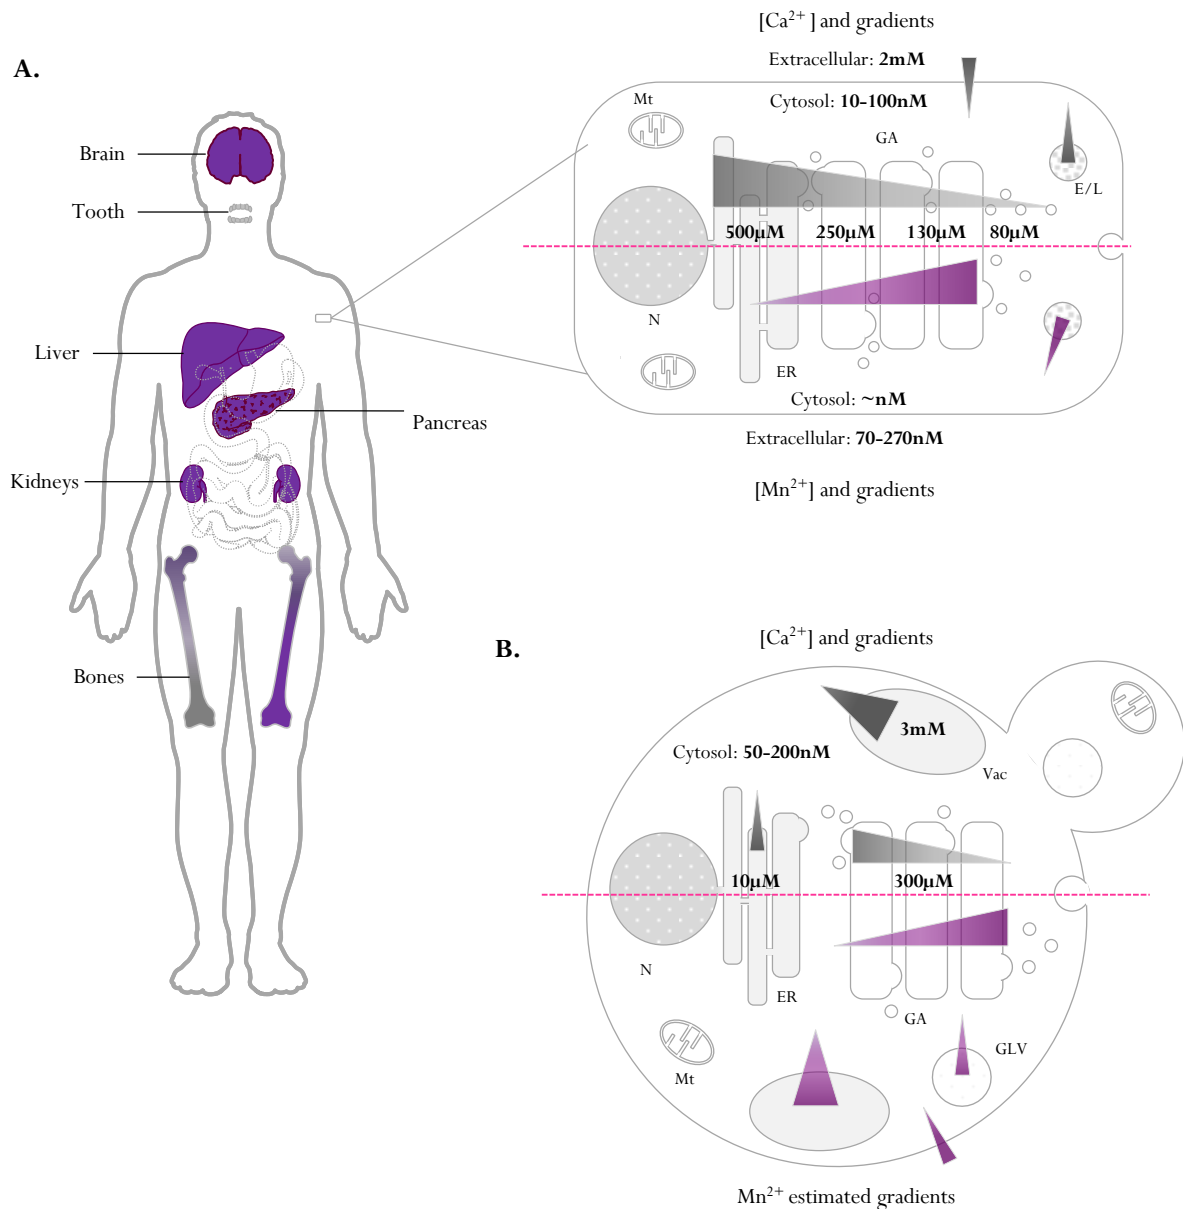 A.
Brain
Tooth
Liver
Pancreas
Kidneys
Bones
[Ca²⁺ ] and gradients
Extracellular: 2mM
Cytosol: 10-100nM
Mt
GA
E/L
500µM 250µM 130µM 80µM
N
ER
Cytosol: ~nM
Extracellular: 70-270nM
[Mn²⁺] and gradients
B.
[Ca²⁺] and gradients
3mM
Cytosol: 50-200nM
Vac
10µM 300µM
N
ER
GA
GLV
Mt
Mn²⁺ estimated gradients